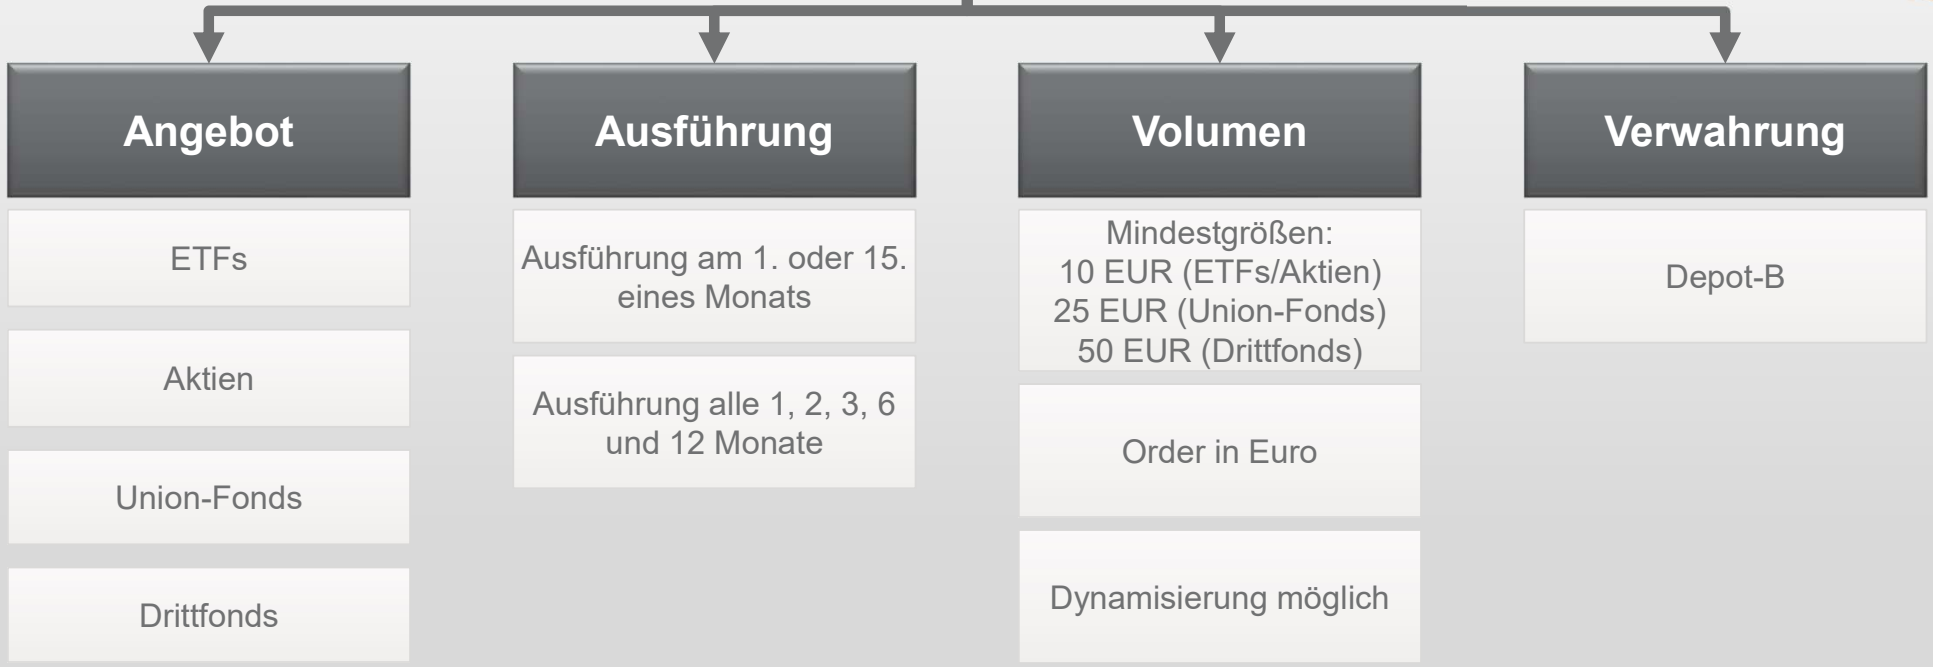 Angebot
ETFs
Aktien
Union-Fonds
Drittfonds
Ausführung
Ausführung am 1. oder 15.
eines Monats
Ausführung alle 1, 2, 3, 6
und 12 Monate
Volumen
Mindestgrößen:
10 EUR (ETFs/Aktien)
25 EUR (Union-Fonds)
50 EUR (Drittfonds)
Order in Euro
Dynamisierung möglich
Verwahrung
Depot-B